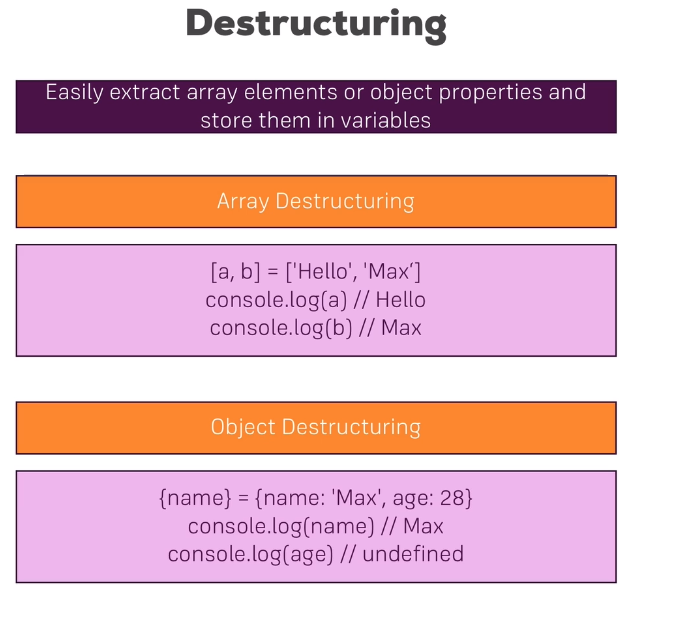 Destructuring
Easily extract array elements or object properties and
store them in variables
Array Destructuring
[a, b] = ['Hello', 'Max‘]
console.log(a) // Hello
console.log(b) // Max
Object Destructuring
{name} = {name: 'Max', age: 28}
console.log(name) // Max
console.log(age) // undefined